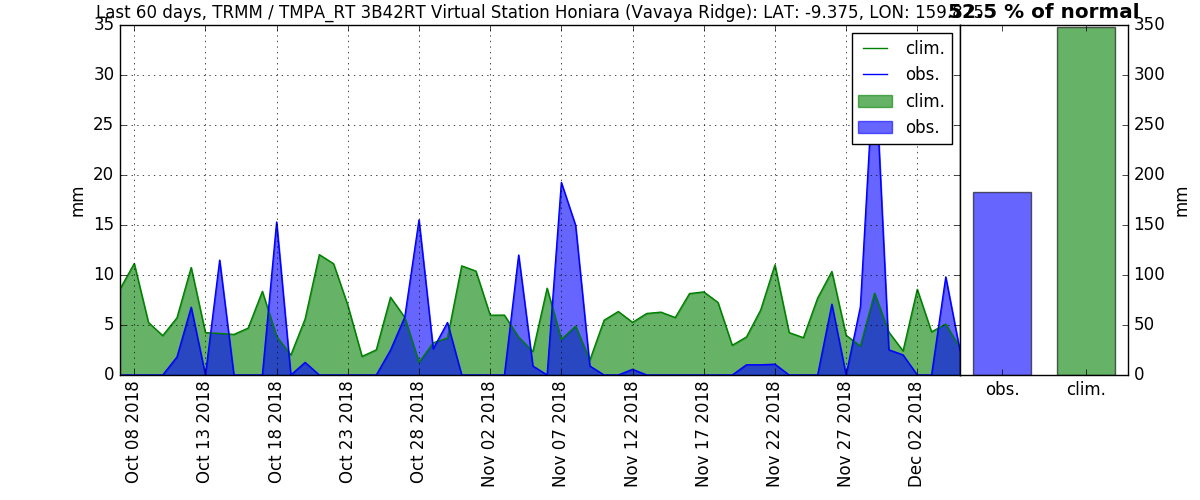 Last 60 days, TRMM / TMPA_RT 3B42RT Virtual Station Honiara (Vavaya Ridge): LAT: -9.375, LON:
52.5 % of normal
35
30
25
20
15
10
5
0
mm
clim.
obs.
clim.
obs.
Oct 08 2018
Oct 13 2018
Oct 18 2018
Oct 23 2018
Oct 28 2018
Nov 02 2018
Nov 07 2018
Nov 12 2018
Nov 17 2018
Nov 22 2018
Nov 27 2018
Dec 02 2018
350
300
250
200
150
100
50
0
mm
obs.
clim.